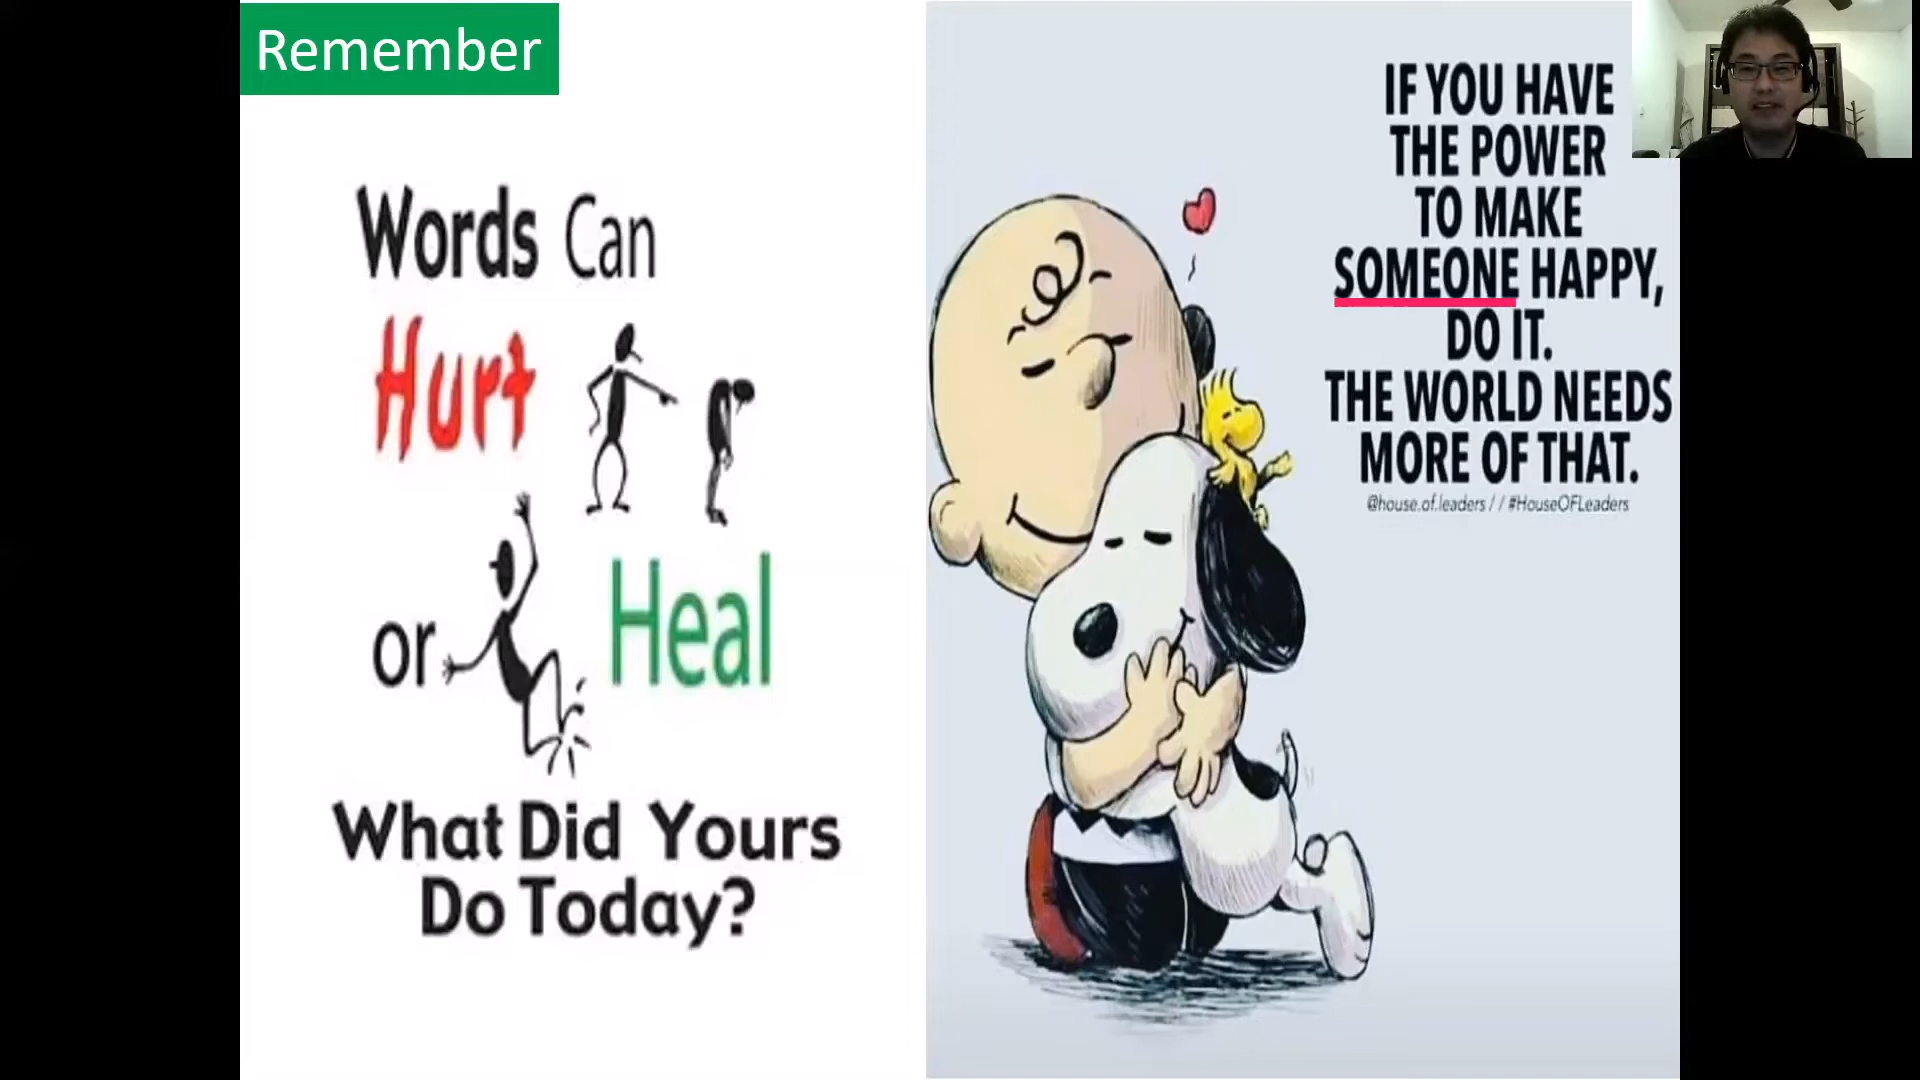 Remember
Words Can
Hurt
or Heal
What Did Yours
Do Today?
IF YOU HAVE
THE POWER
TO MAKE
SOMEONE HAPPY,
DO IT.
THE WORLD NEEDS
MORE OF THAT.
@house.of.leaders // #HouseOFLeaders